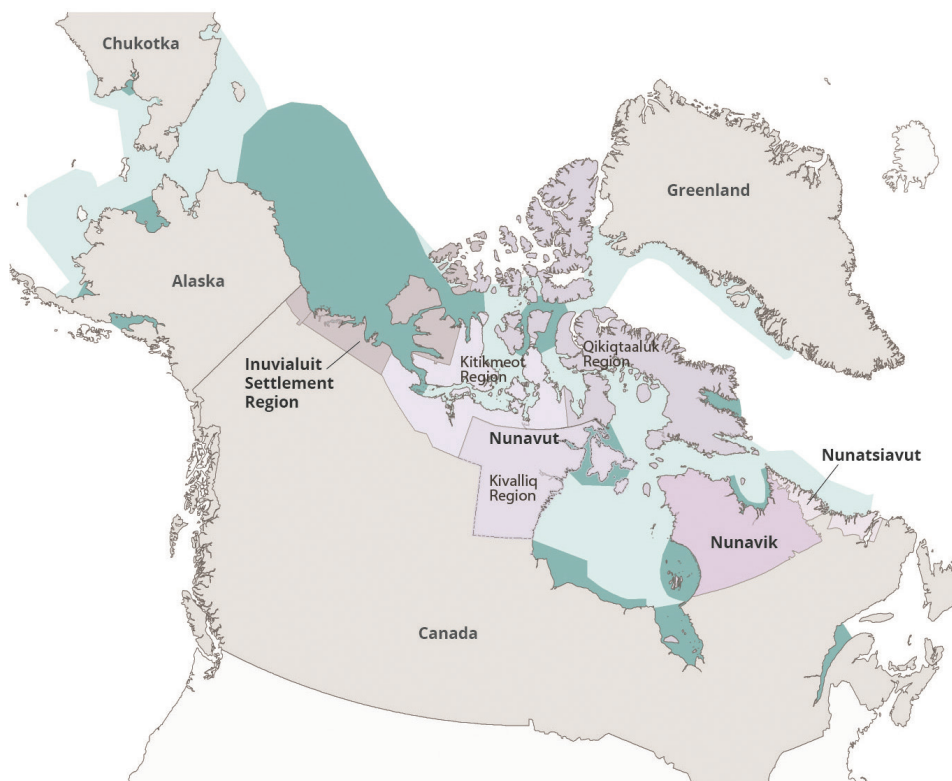 Chukotka
Greenland
Alaska
Inuvialuit
Settlement
Region
Kitikmeot
Region
Qikiqtaaluk
Region
Nunavut
Kivalliq
Region
Nunatsiavut
Nunavik
Canada